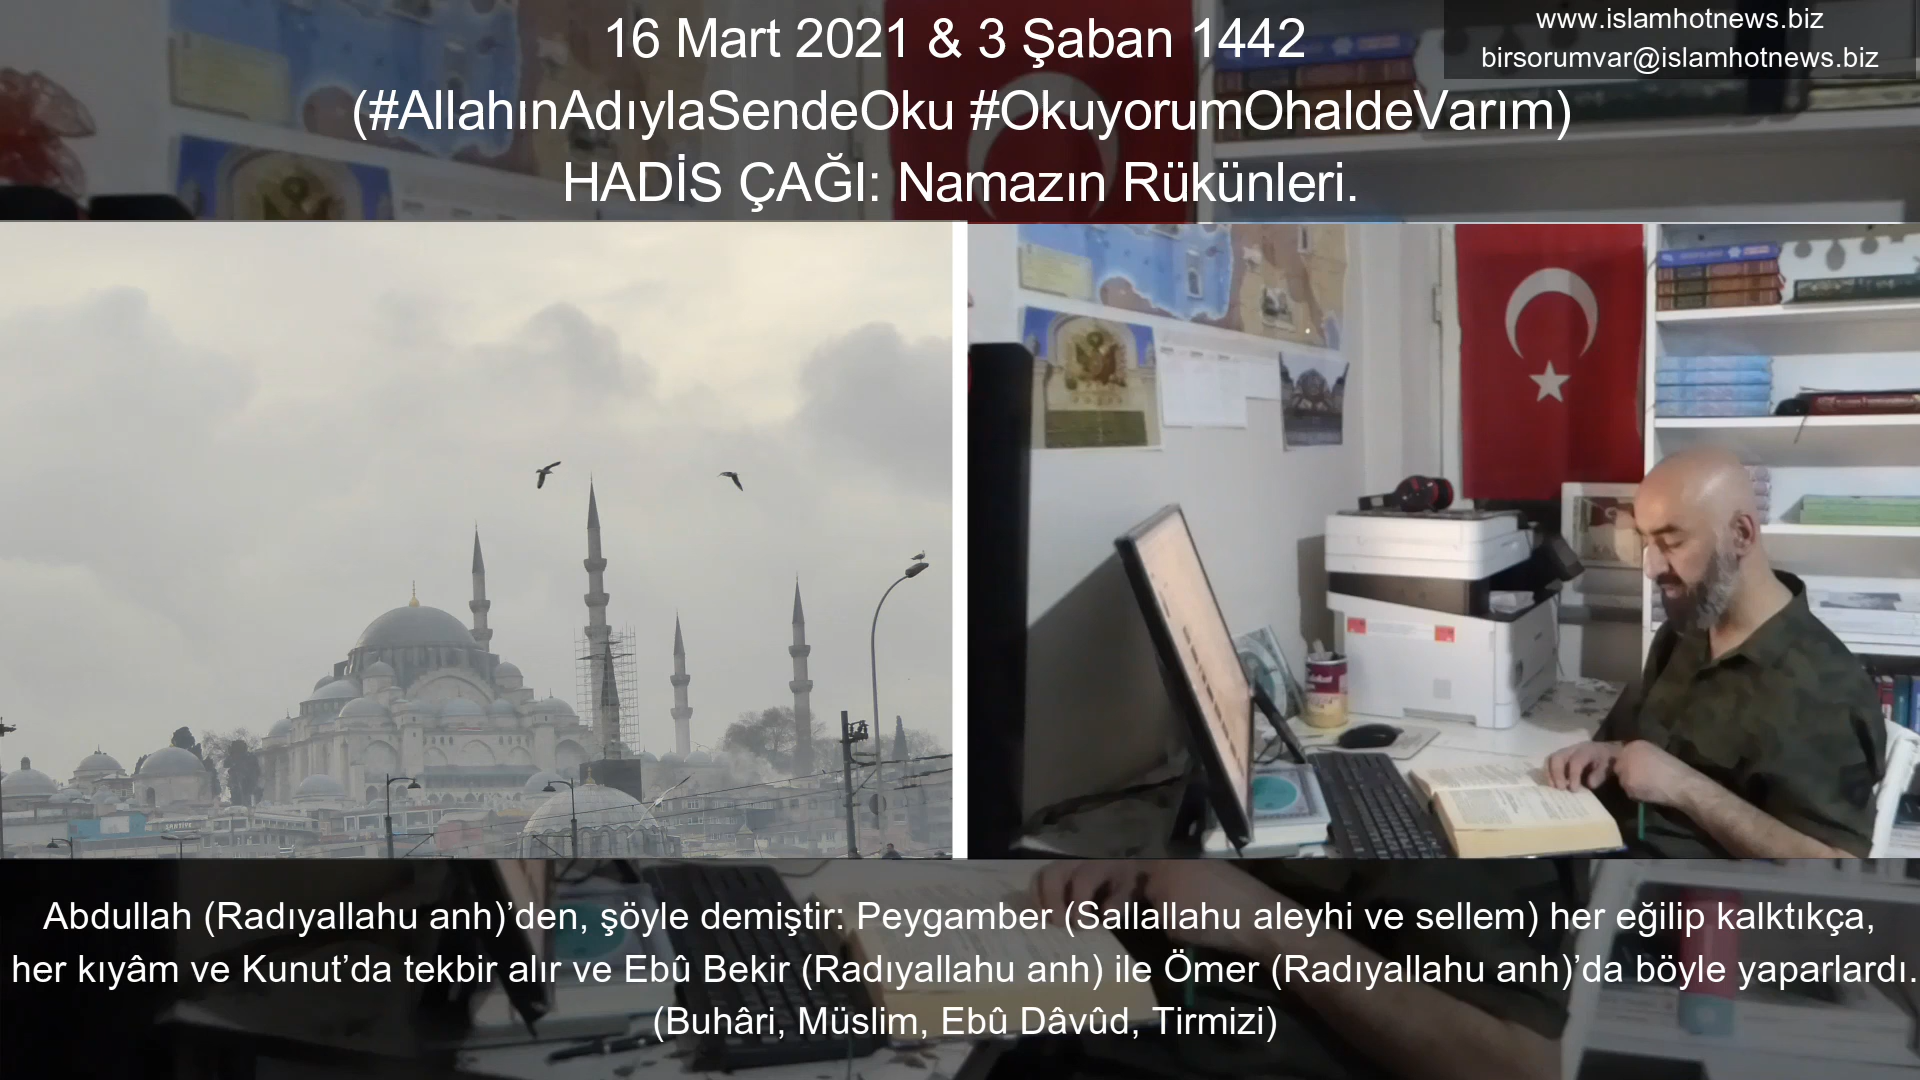 16 Mart 2021 & 3 Şaban 1442
www.islamhotnews.biz
birsorumvar@islamhotnews.biz
(#AllahınAdıylaSendeOku #OkuyorumOhaldeVarım)
HADİS ÇAĞI: Namazın Rükünleri.
Abdullah (Radıyallahu anh)’den, şöyle demiştir: Peygamber (Sallallahu aleyhi ve sellem) her eğilip kalktıkça,
her kıyâm ve Kunut’da tekbir alır ve Ebû Bekir (Radıyallahu anh) ile Ömer (Radıyallahu anh)’da böyle yaparlardı.
(Buhâri, Müslim, Ebû Dâvûd, Tirmizi)